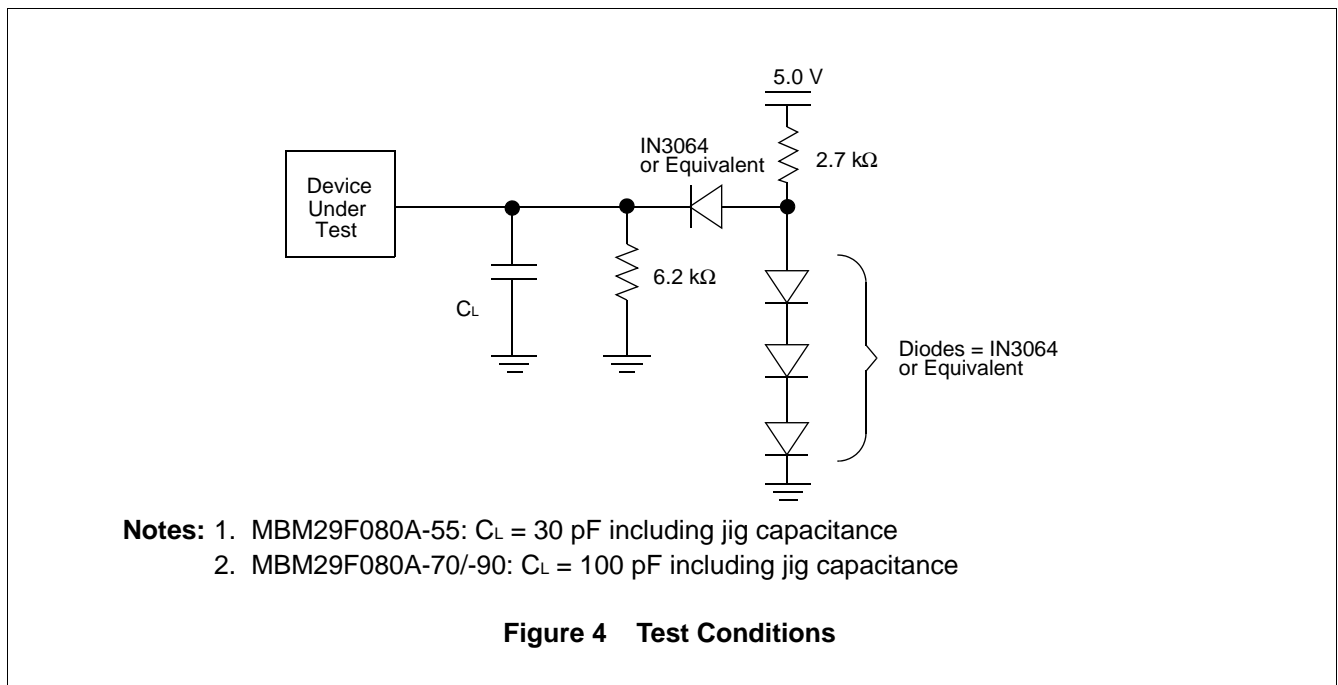 5.0 V
IN3064
or Equivalent
2.7 kΩ
Device
Under
Test
6.2 kΩ
CL
Diodes = IN3064
or Equivalent
Notes: 1. MBM29F080A-55: CL = 30 pF including jig capacitance
2. MBM29F080A-70/-90: CL = 100 pF including jig capacitance
Figure 4 Test Conditions